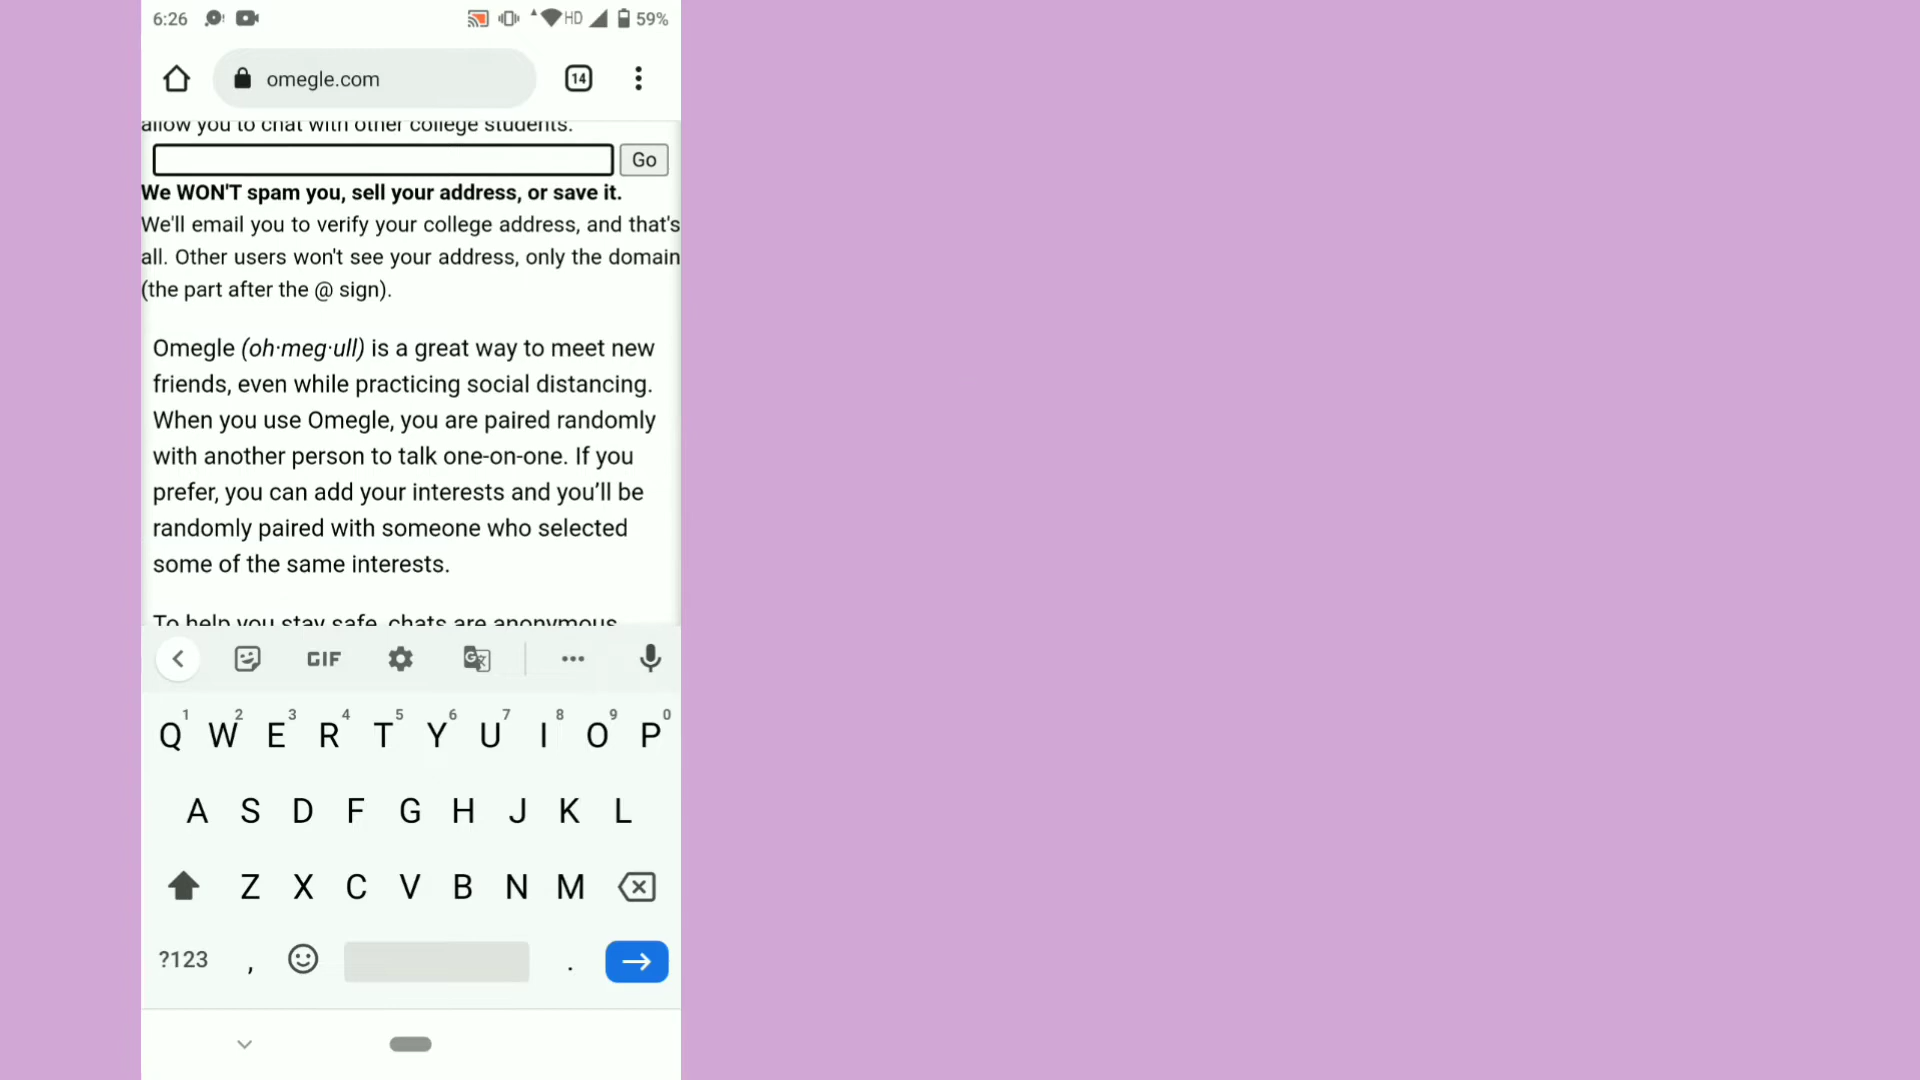 6:26 HD 59%
omegle.com 14
allow you to chat with other college students.
Go
We WON'T spam you, sell your address, or save it.
We'll email you to verify your college address, and that's
all. Other users won't see your address, only the domain
(the part after the @ sign).
Omegle (oh·meg·ull) is a great way to meet new
friends, even while practicing social distancing.
When you use Omegle, you are paired randomly
with another person to talk one-on-one. If you
prefer, you can add your interests and you’ll be
randomly paired with someone who selected
some of the same interests.
To help you stay safe, chats are anonymous
GIF
1 2 3 4 5 6 7 8 9 0
Q W E R T Y U I O P
A S D F G H J K L
Z X C V B N M
?123 , .